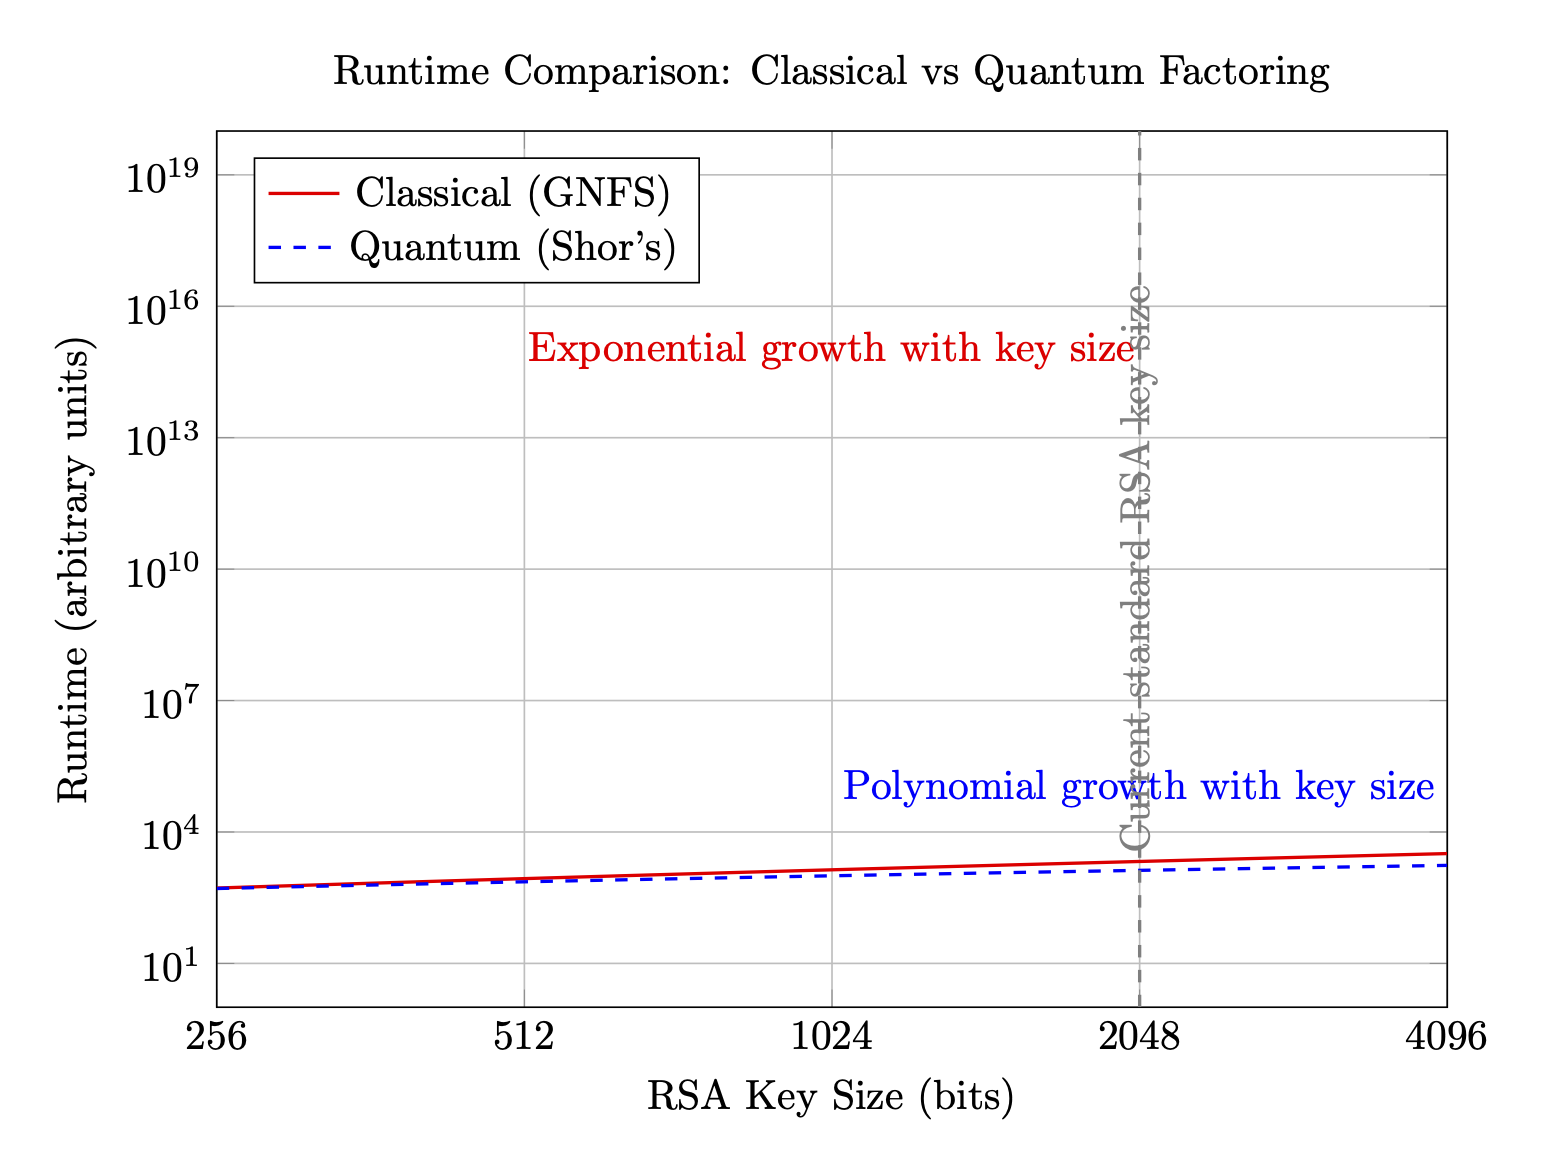 Runtime Comparison: Classical vs Quantum Factoring
Classical (GNFS)
Quantum (Shor's)
Exponential growth with key size
Current standard RSA key size
Polynomial growth with key size
Runtime (arbitrary units)
10^19
10^16
10^13
10^10
10^7
10^4
10^1
256 512 1024 2048 4096
RSA Key Size (bits)